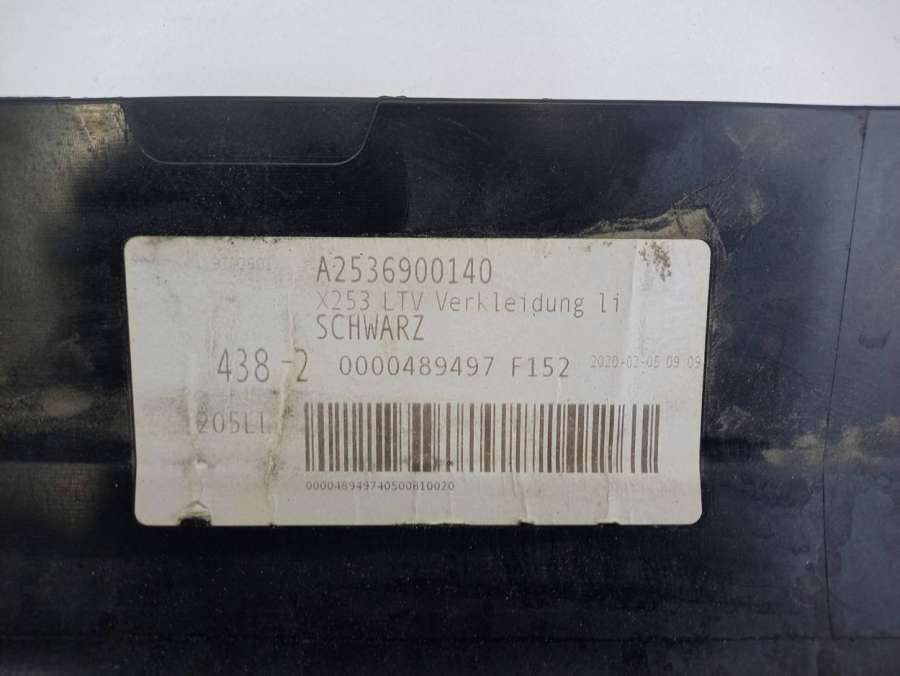 A2536900140
X253 LTV Verkleidung li
SCHWARZ
438-2 0000489497 F152 2020-02-05 09 09
205LL
000048949740500810020